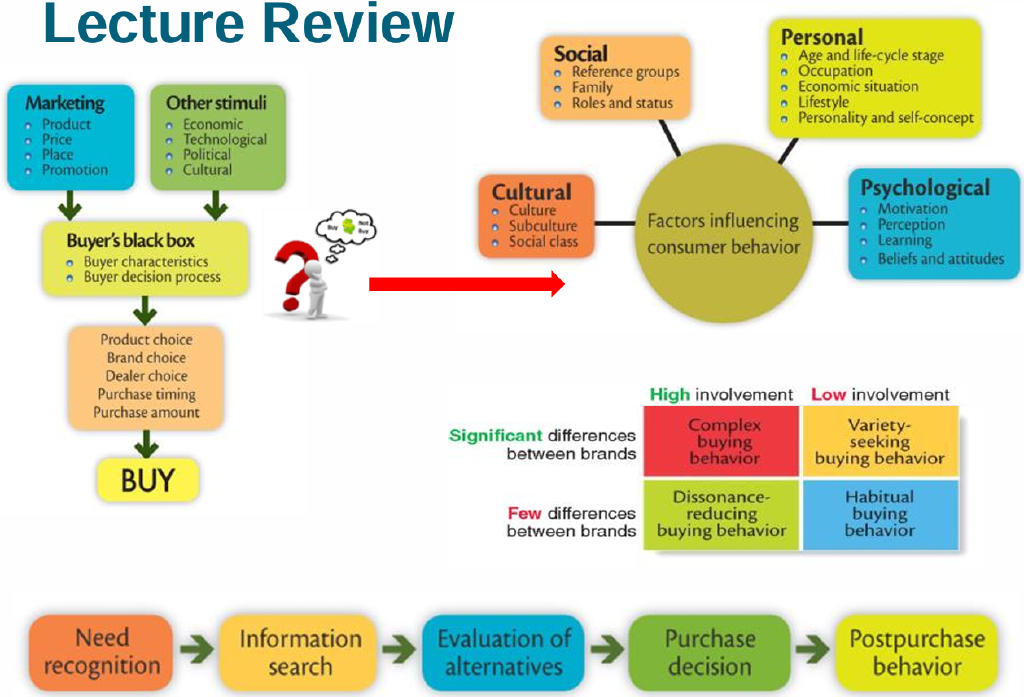 Lecture Review
Marketing
Product
Price
Place
Promotion
Other stimuli
Economic
Technological
Political
Cultural
Buyer's black box
Buyer characteristics
Buyer decision process
Buy
Not
Buy
Product choice
Brand choice
Dealer choice
Purchase timing
Purchase amount
BUY
Social
Reference groups
Family
Roles and status
Personal
Age and life-cycle stage
Occupation
Economic situation
Lifestyle
Personality and self-concept
Cultural
Culture
Subculture
Social class
Factors influencing
consumer behavior
Psychological
Motivation
Perception
Learning
Beliefs and attitudes
High involvement
Low involvement
Significant differences
between brands
Complex
buying
behavior
Variety-
seeking
buying behavior
Few differences
between brands
Dissonance-
reducing
buying behavior
Habitual
buying
behavior
Need
recognition
Information
search
Evaluation of
alternatives
Purchase
decision
Postpurchase
behavior